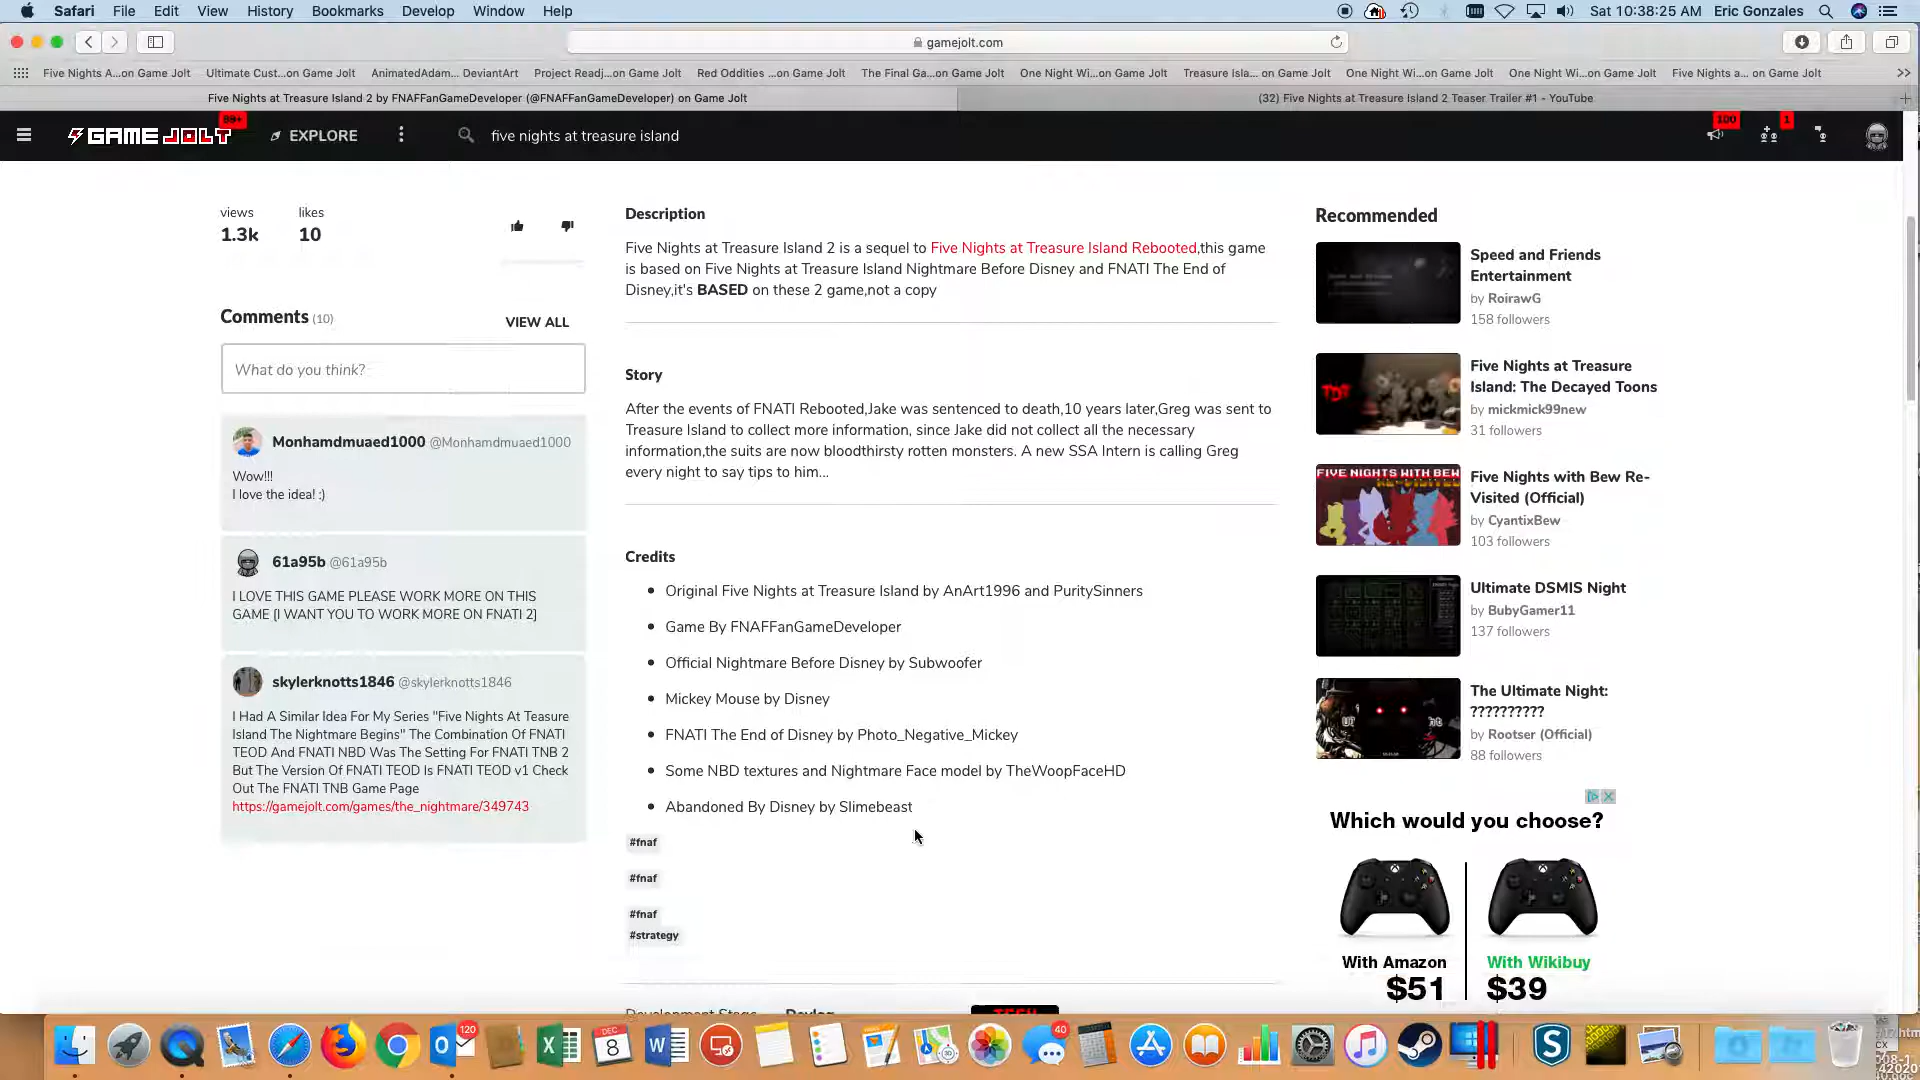 Safari File Edit View History Bookmarks Develop Window Help
Sat 10:38:25 AM Eric Gonzales
gamejolt.com
Five Nights A...on Game Jolt Ultimate Cust...on Game Jolt AnimatedAdam... DeviantArt Project Readj...on Game Jolt Red Oddities ...on Game Jolt The Final Ga...on Game Jolt One Night Wi...on Game Jolt Treasure Isla... on Game Jolt One Night Wi...on Game Jolt One Night Wi...on Game Jolt Five Nights a... on Game Jolt
Five Nights at Treasure Island 2 by FNAFFanGameDeveloper (@FNAFFanGameDeveloper) on Game Jolt
(32) Five Nights at Treasure Island 2 Teaser Trailer #1 - YouTube
GAME JOLT
99+
EXPLORE
five nights at treasure island
100
1
views
1.3k
likes
10
Comments (10)
VIEW ALL
What do you think?
Monhamdmuaed1000 @Monhamdmuaed1000
Wow!!!
I love the idea! :)
61a95b @61a95b
I LOVE THIS GAME PLEASE WORK MORE ON THIS
GAME [I WANT YOU TO WORK MORE ON FNATI 2]
skylerknotts1846 @skylerknotts1846
I Had A Similar Idea For My Series "Five Nights At Teasure
Island The Nightmare Begins" The Combination Of FNATI
TEOD And FNATI NBD Was The Setting For FNATI TNB 2
But The Version Of FNATI TEOD Is FNATI TEOD v1 Check
Out The FNATI TNB Game Page
https://gamejolt.com/games/the_nightmare/349743
Description
Five Nights at Treasure Island 2 is a sequel to Five Nights at Treasure Island Rebooted,this game
is based on Five Nights at Treasure Island Nightmare Before Disney and FNATI The End of
Disney,it's BASED on these 2 game,not a copy
Story
After the events of FNATI Rebooted,Jake was sentenced to death,10 years later,Greg was sent to
Treasure Island to collect more information, since Jake did not collect all the necessary
information,the suits are now bloodthirsty rotten monsters. A new SSA Intern is calling Greg
every night to say tips to him...
Credits
Original Five Nights at Treasure Island by AnArt1996 and PuritySinners
Game By FNAFFanGameDeveloper
Official Nightmare Before Disney by Subwoofer
Mickey Mouse by Disney
FNATI The End of Disney by Photo_Negative_Mickey
Some NBD textures and Nightmare Face model by TheWoopFaceHD
Abandoned By Disney by Slimebeast
#fnaf
#fnaf
#fnaf
#strategy
Development Stage Devlog
TEEN
Recommended
Speed and Friends
Entertainment
by RoirawG
158 followers
Five Nights at Treasure
Island: The Decayed Toons
by mickmick99new
31 followers
FIVE NIGHTS WITH BEW
Five Nights with Bew Re-
Visited (Official)
by CyantixBew
103 followers
Ultimate DSMIS Night
by BubyGamer11
137 followers
The Ultimate Night:
??????????
by Rootser (Official)
88 followers
Which would you choose?
With Amazon
$51
With Wikibuy
$39
120
DEC
8
40